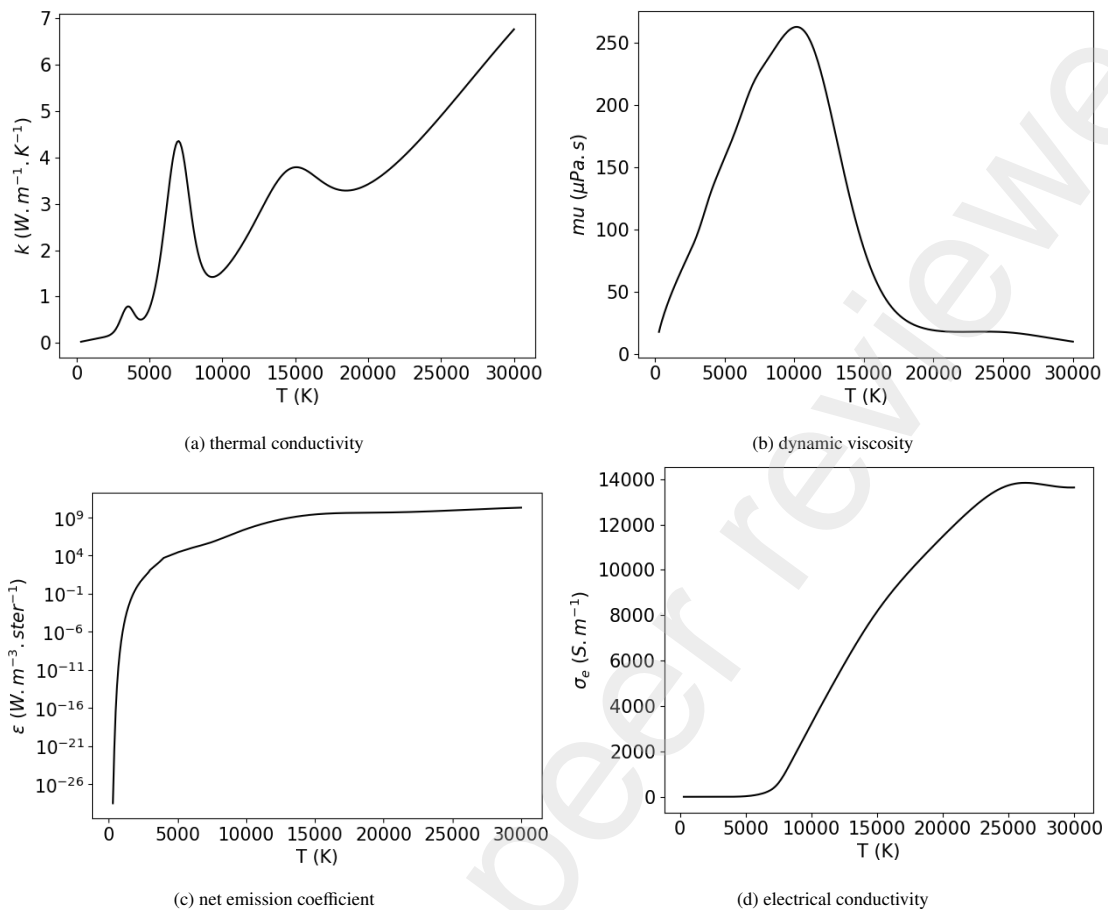 7
6
5
4
3
2
1
0
k (W. m⁻¹. K⁻¹)
0 5000 10000 15000 20000 25000 30000
T (K)
(a) thermal conductivity
250
200
150
100
50
0
mu (μPa. s)
0 5000 10000 15000 20000 25000 30000
T (K)
(b) dynamic viscosity
10⁹
10⁴
10⁻¹
10⁻⁶
10⁻¹¹
10⁻¹⁶
10⁻²¹
10⁻²⁶
ε (W. m⁻³. ster⁻¹)
0 5000 10000 15000 20000 25000 30000
T (K)
(c) net emission coefficient
14000
12000
10000
8000
6000
4000
2000
0
σₑ (S. m⁻¹)
0 5000 10000 15000 20000 25000 30000
T (K)
(d) electrical conductivity
peer reviewe